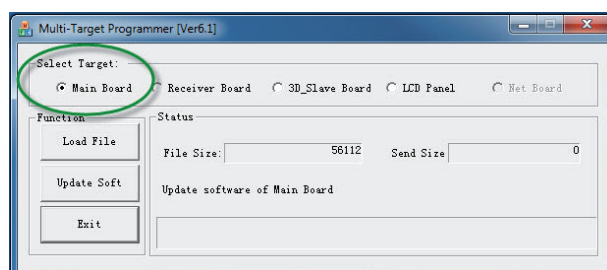 Multi-Target Programmer [Ver6.1]
Select Target:
Main Board Receiver Board 3D_Slave Board LCD Panel Net Board
Function
Status
Load File
File Size: 56112 Send Size 0
Update Soft
Update software of Main Board
Exit